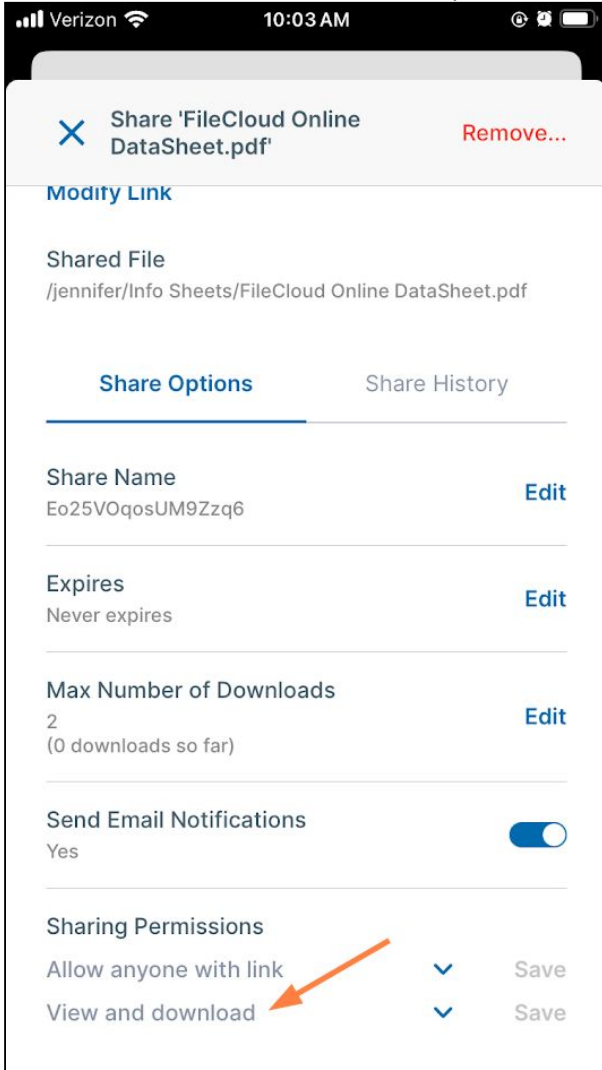 Verizon 10:03 AM
Share 'FileCloud Online
DataSheet.pdf'
Remove...
Modify Link
Shared File
/jennifer/Info Sheets/FileCloud Online DataSheet.pdf
Share Options Share History
Share Name
Eo25VOqosUM9Zzq6
Edit
Expires
Never expires
Edit
Max Number of Downloads
2
(0 downloads so far)
Edit
Send Email Notifications
Yes
Sharing Permissions
Allow anyone with link Save
View and download Save